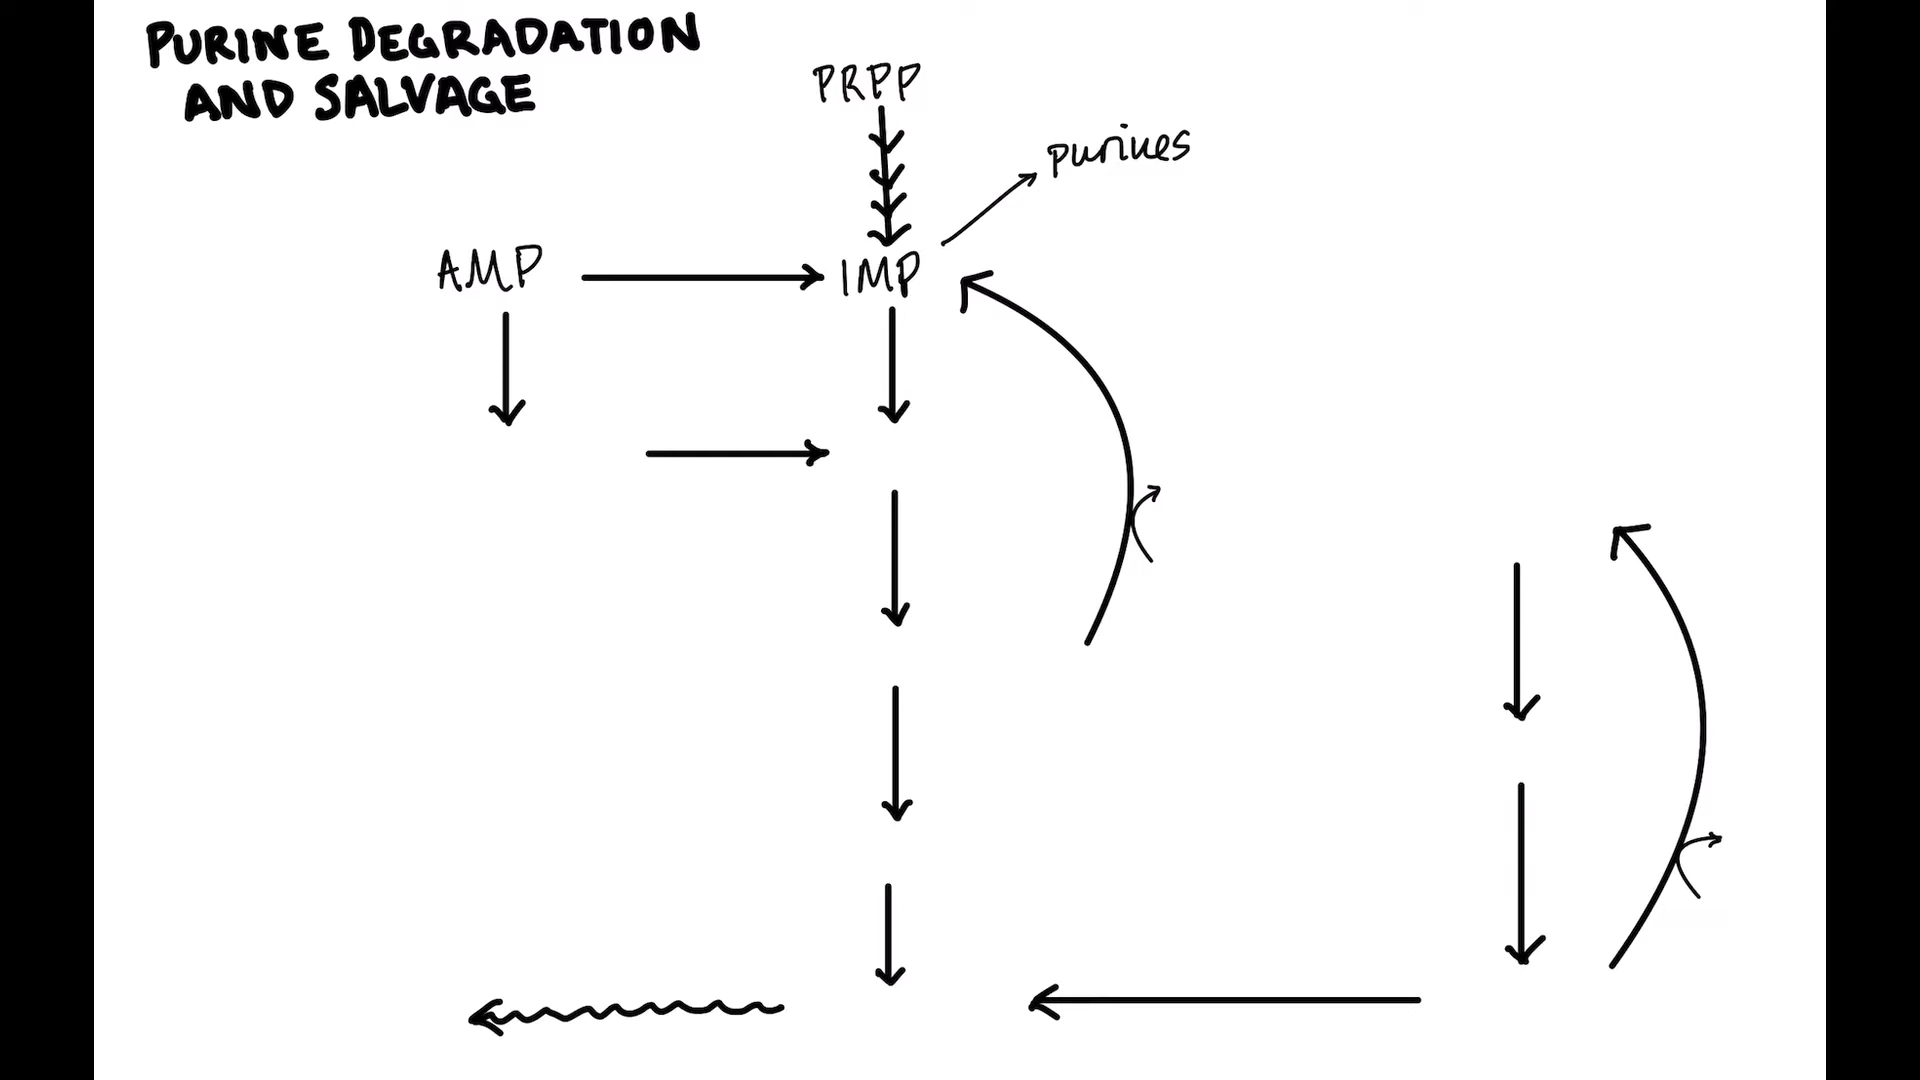 PURINE DEGRADATION
AND SALVAGE
PRPP
purines
AMP
IMP